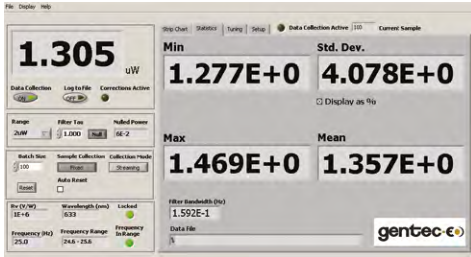 File Display Help
1.305 uW
Data Collection Log to File Corrections Active
ON OFF
Range Filter Tau Nulled Power
2uW 1.000 Null 6E-2
Batch Size Sample Collection Collection Mode
100 Fixed Streaming
Reset Auto Reset
Rv (V/W) Wavelength (nm) Locked
1E+6 633
Frequency (Hz) Frequency Range Frequency In Range
25.0 24.6 - 25.6
Strip Chart Statistics Tuning Setup Data Collection Active 100 Current Sample
Min Std. Dev.
1.277E+0 4.078E+0
Display as %
Max Mean
1.469E+0 1.357E+0
Filter Bandwidth (Hz)
1.592E-1
Data File
gentec-eo